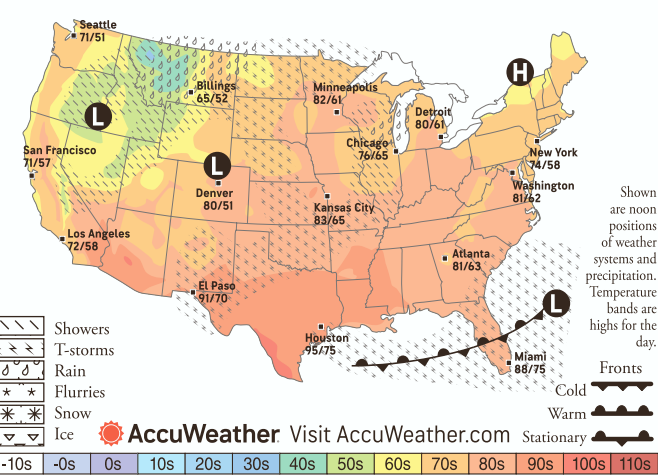 Seattle
71/51
Billings
65/52
Minneapolis
82/61
Detroit
80/61
Chicago
76/65
San Francisco
71/57
New York
74/58
Denver
80/51
Washington
81/62
Kansas City
83/65
Los Angeles
72/58
Atlanta
81/63
El Paso
91/70
Houston
95/75
Miami
88/75
L
L
H
L
Shown
are noon
positions
of weather
systems and
precipitation.
Temperature
bands are
highs for the
day.
Showers
T-storms
Rain
Flurries
Snow
Ice
Fronts
Cold
Warm
Stationary
AccuWeather Visit AccuWeather.com
-10s -0s 0s 10s 20s 30s 40s 50s 60s 70s 80s 90s 100s 110s